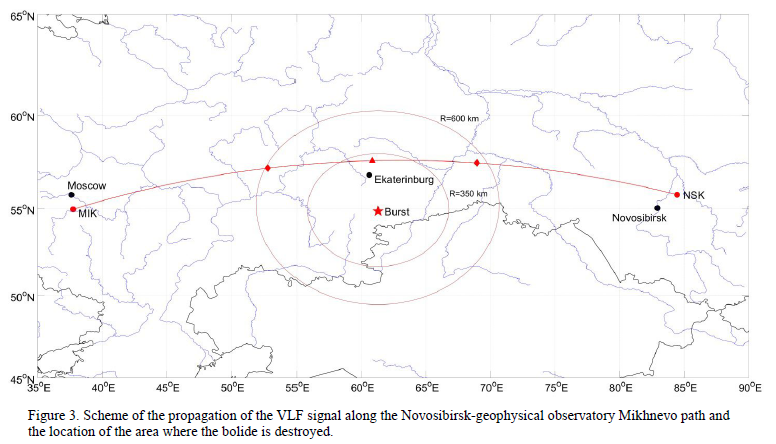 65°N
60°N
55°N
50°N
45°N
R=600 km
Ekaterinburg
R=350 km
Moscow
MIK
Burst
NSK
Novosibirsk
35°E 40°E 45°E 50°E 55°E 60°E 65°E 70°E 75°E 80°E 85°E 90°E
Figure 3. Scheme of the propagation of the VLF signal along the Novosibirsk-geophysical observatory Mikhnevo path and
the location of the area where the bolide is destroyed.